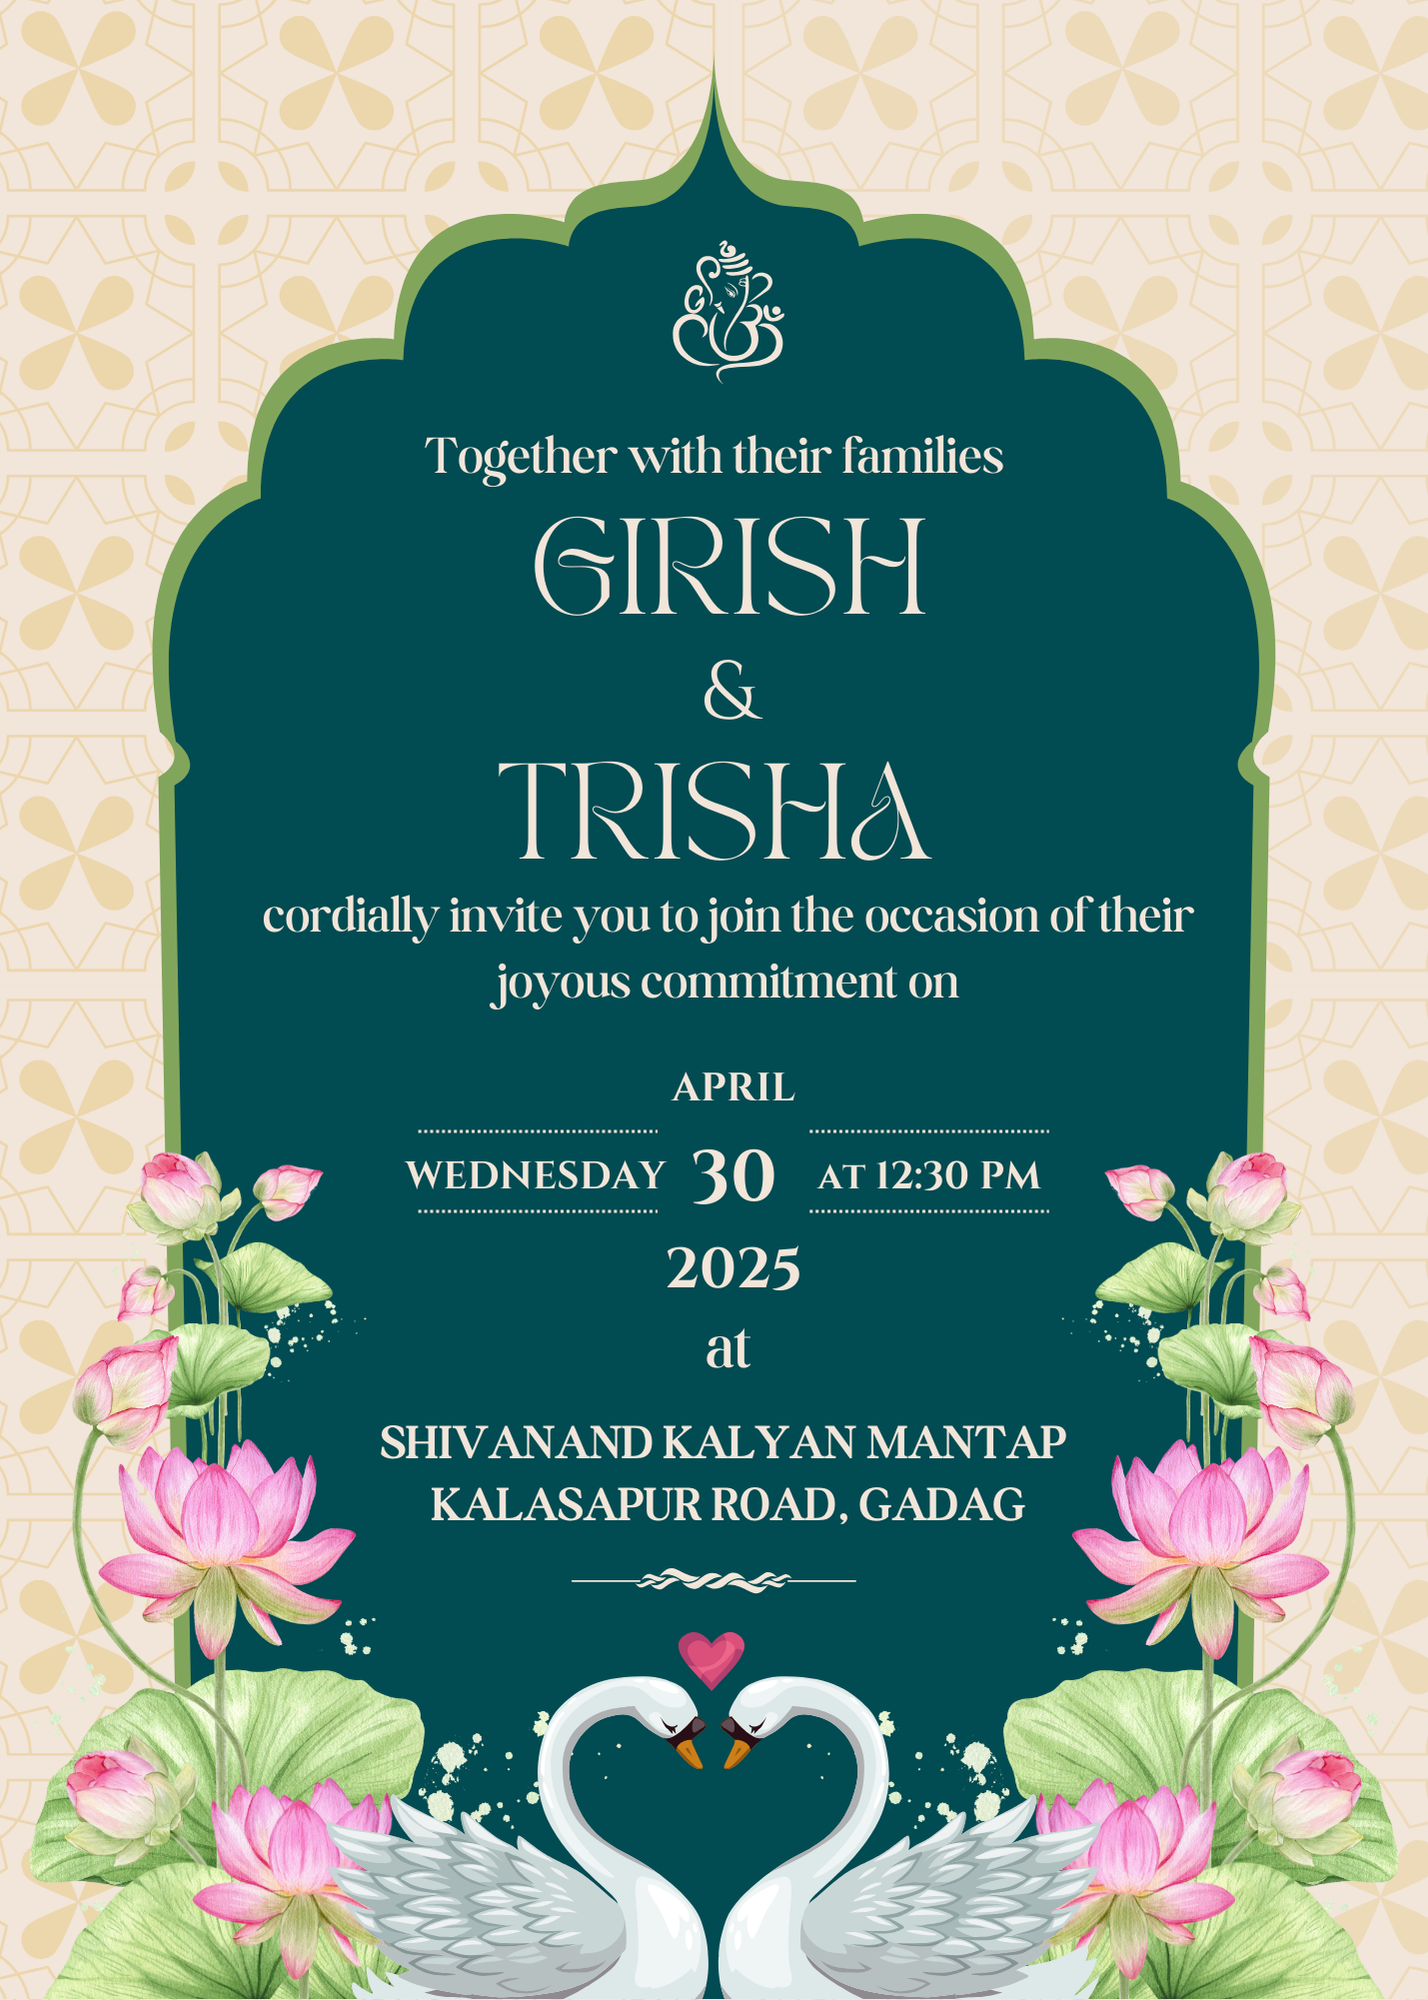 Together with their families
GIRISH
&
TRISHA
cordially invite you to join the occasion of their
joyous commitment on
APRIL
WEDNESDAY 30 AT 12:30 PM
2025
at
SHIVANAND KALYAN MANTAP
KALASAPUR ROAD, GADAG